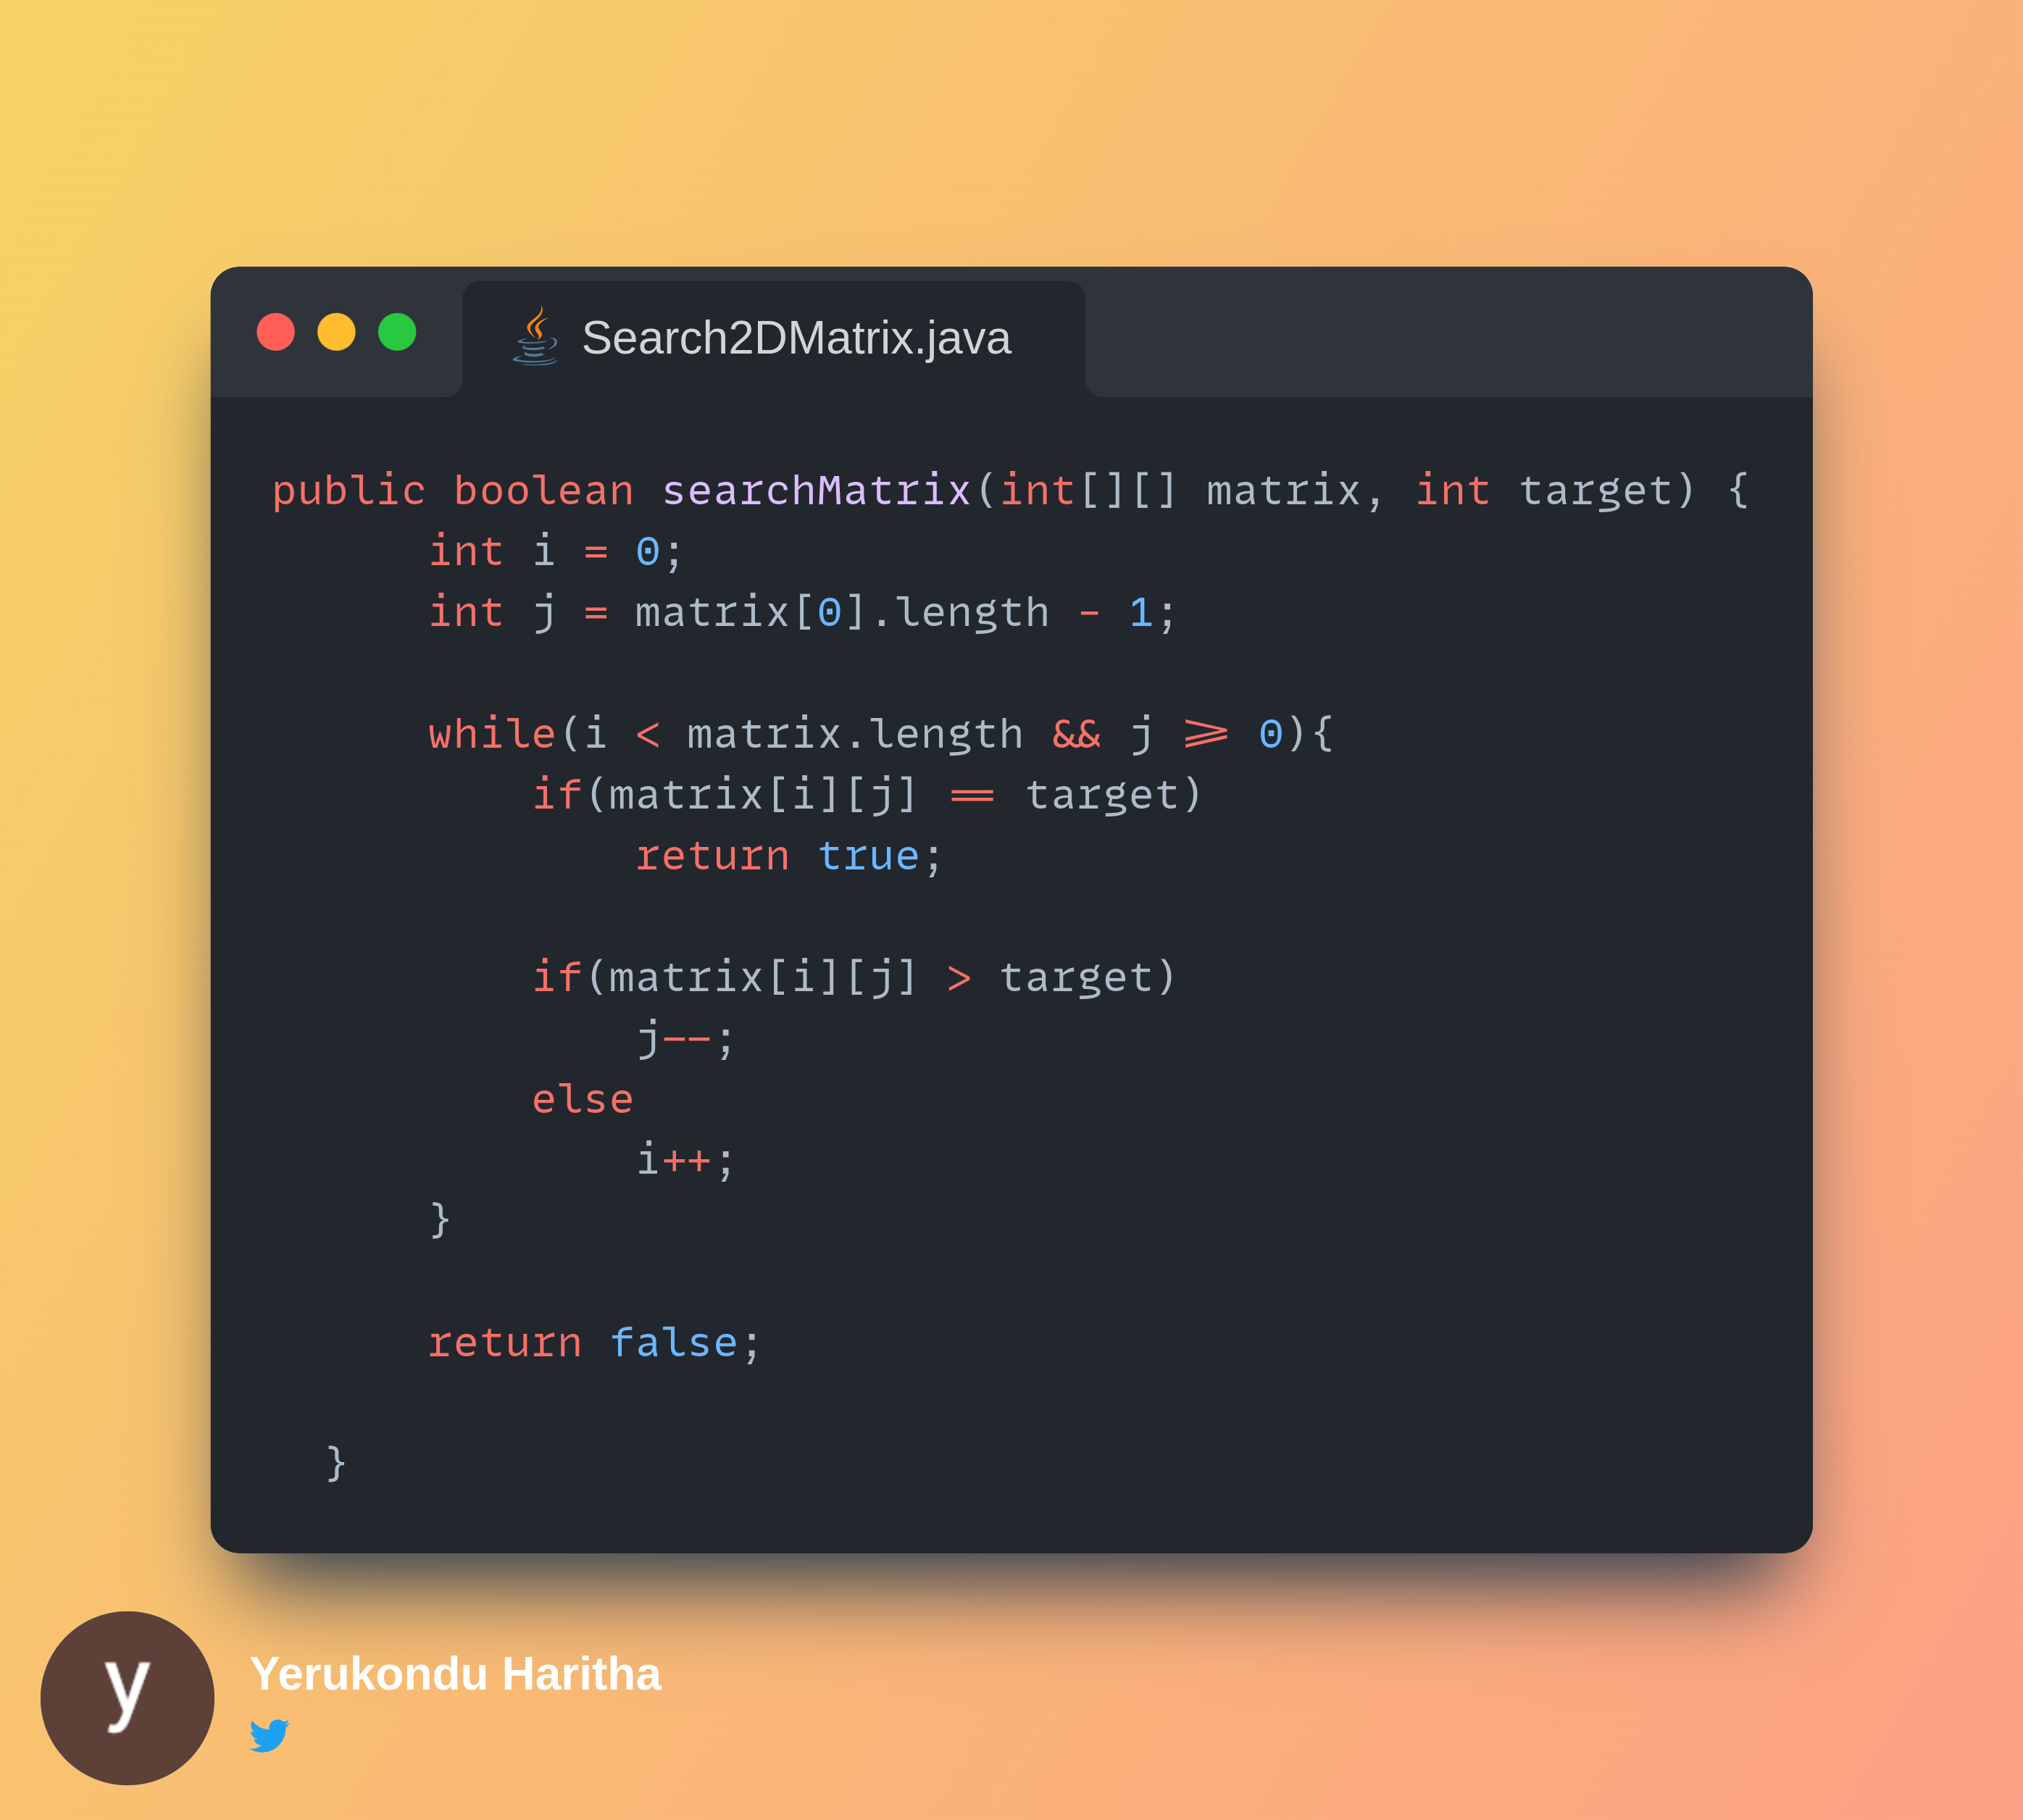 Search2DMatrix.java
public boolean searchMatrix(int[][] matrix, int target) {
int i = 0;
int j = matrix[0].length - 1;
while(i < matrix.length && j >= 0){
if(matrix[i][j] == target)
return true;
if(matrix[i][j] > target)
j--;
else
i++;
}
return false;
}
y
Yerukondu Haritha